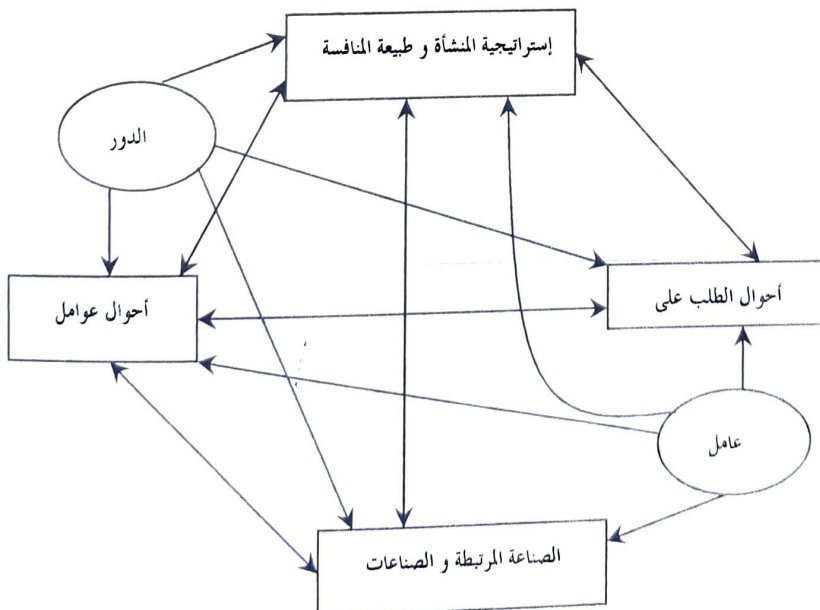 إستراتيجية المنشأة و طبيعة المنافسة
الدور
أحوال الطلب على
أحوال عوامل
عامل
الصناعة المرتبطة و الصناعات